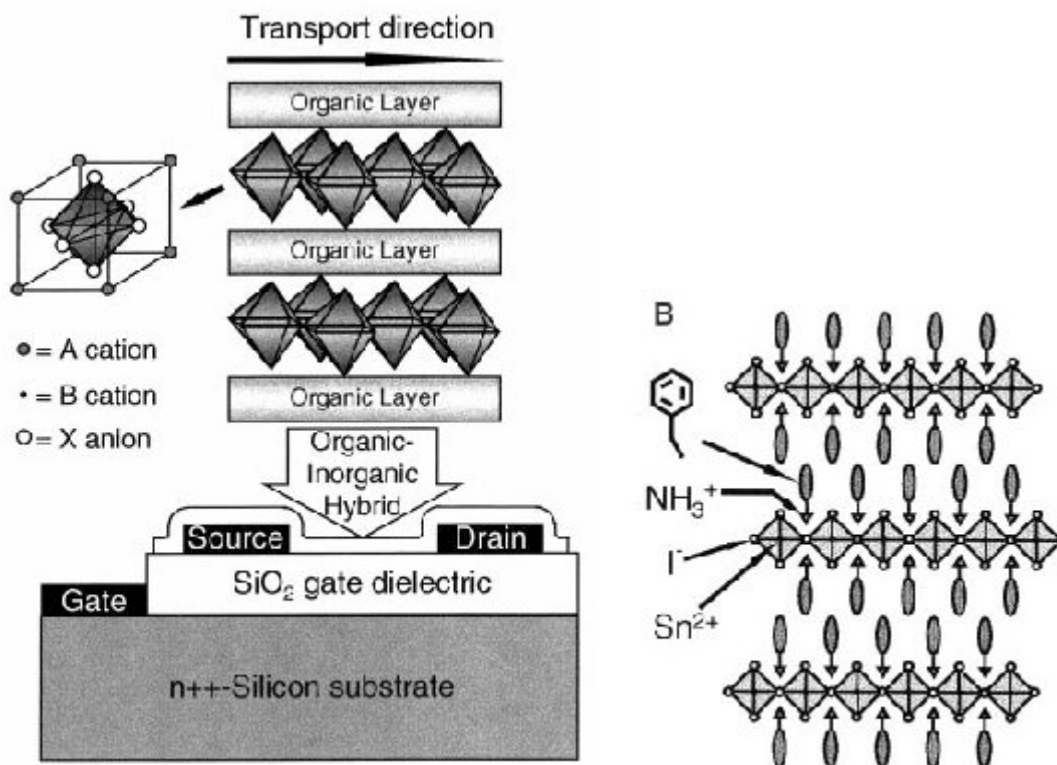 Transport direction
Organic Layer
Organic Layer
Organic Layer
= A cation
= B cation
= X anion
Organic-
Inorganic
Hybrid
Source
Drain
SiO₂ gate dielectric
Gate
n++-Silicon substrate
B
NH₃⁺
I⁻
Sn²⁺